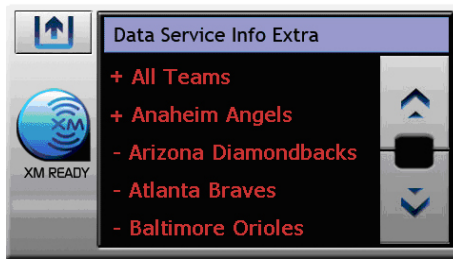 Data Service Info Extra
+ All Teams
+ Anaheim Angels
- Arizona Diamondbacks
- Atlanta Braves
- Baltimore Orioles
XM
XM READY